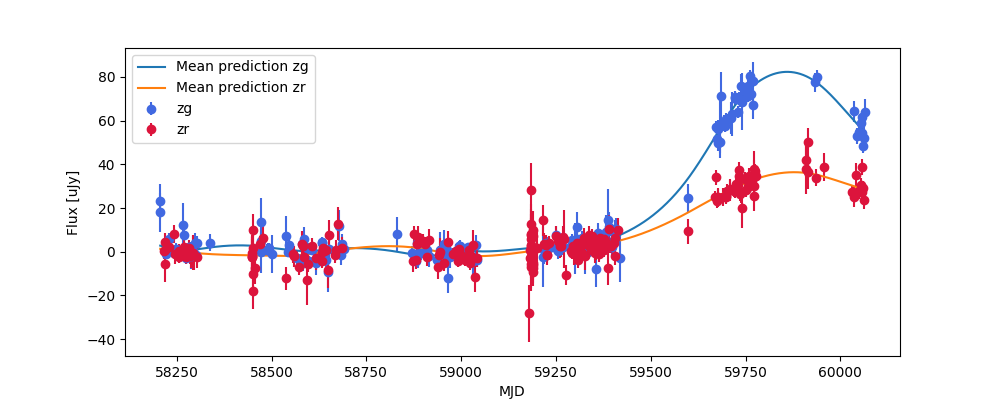 Mean prediction zg
Mean prediction zr
zg
zr
Flux [uJy]
80
60
40
20
0
−20
−40
58250
58500
58750
59000
59250
59500
59750
60000
MJD